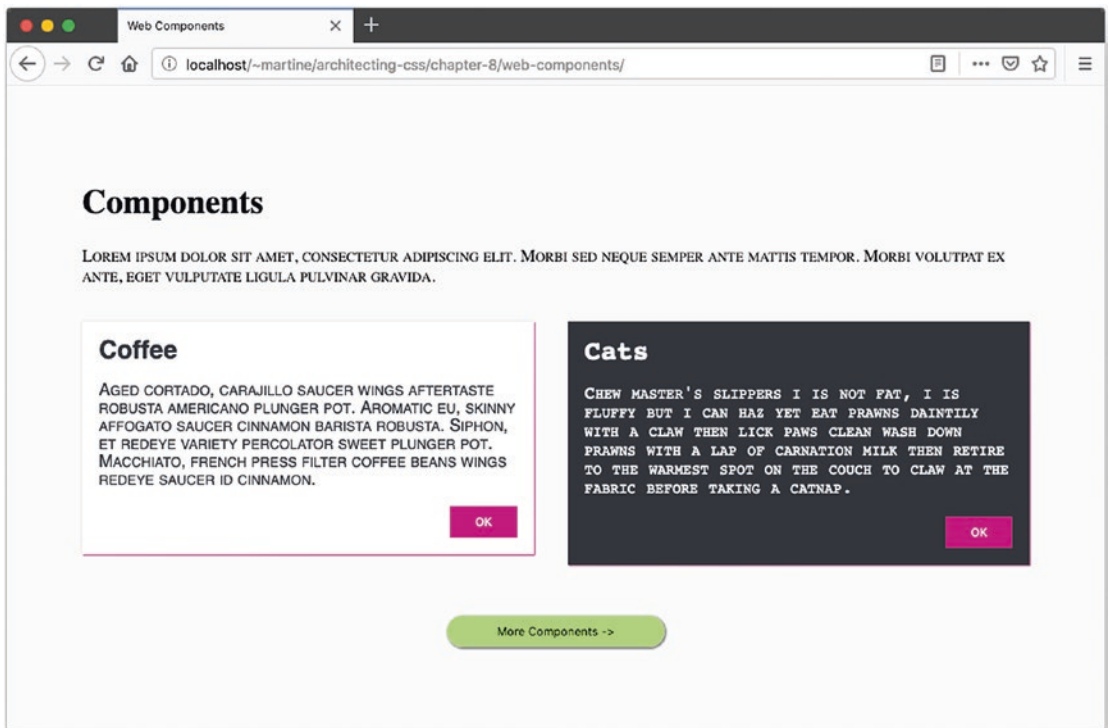 Web Components
localhost/~martine/architecting-css/chapter-8/web-components/
Components
Lorem ipsum dolor sit amet, consectetur adipiscing elit. Morbi sed neque semper ante mattis tempor. Morbi volutpat ex
ante, eget vulputate ligula pulvinar gravida.
Coffee
Aged cortado, carajillo saucer wings aftertaste
robusta americano plunger pot. Aromatic eu, skinny
affogato saucer cinnamon barista robusta. Siphon,
et redeye variety percolator sweet plunger pot.
Macchiato, french press filter coffee beans wings
redeye saucer id cinnamon.
OK
Cats
Chew master's slippers i is not fat, i is
fluffy but i can haz yet eat prawns daintily
with a claw then lick paws clean wash down
prawns with a lap of carnation milk then retire
to the warmest spot on the couch to claw at the
fabric before taking a catnap.
OK
More Components ->